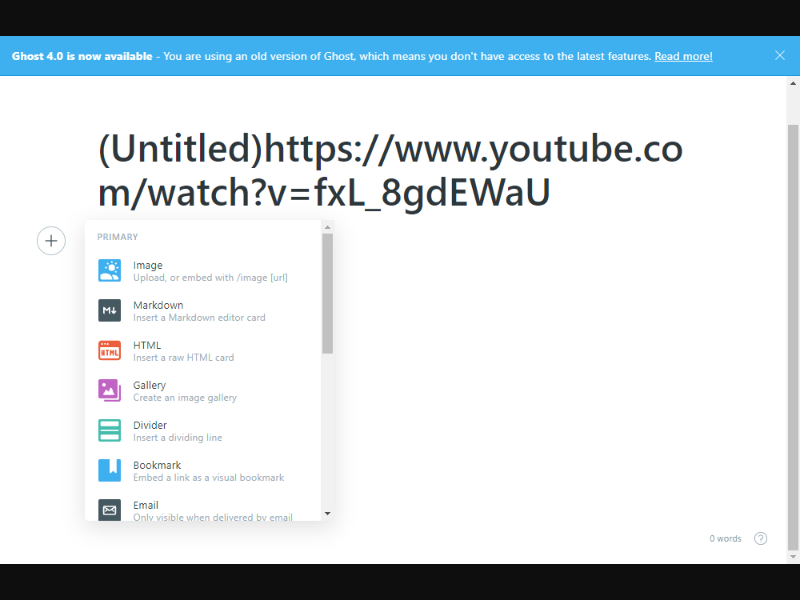 Ghost 4.0 is now available - You are using an old version of Ghost, which means you don't have access to the latest features. Read more!
(Untitled)https://www.youtube.co
m/watch?v=fxL_8gdEWaU
PRIMARY
Image
Upload, or embed with /image [url]
Markdown
Insert a Markdown editor card
HTML
Insert a raw HTML card
Gallery
Create an image gallery
Divider
Insert a dividing line
Bookmark
Embed a link as a visual bookmark
Email
Only visible when delivered by email
0 words